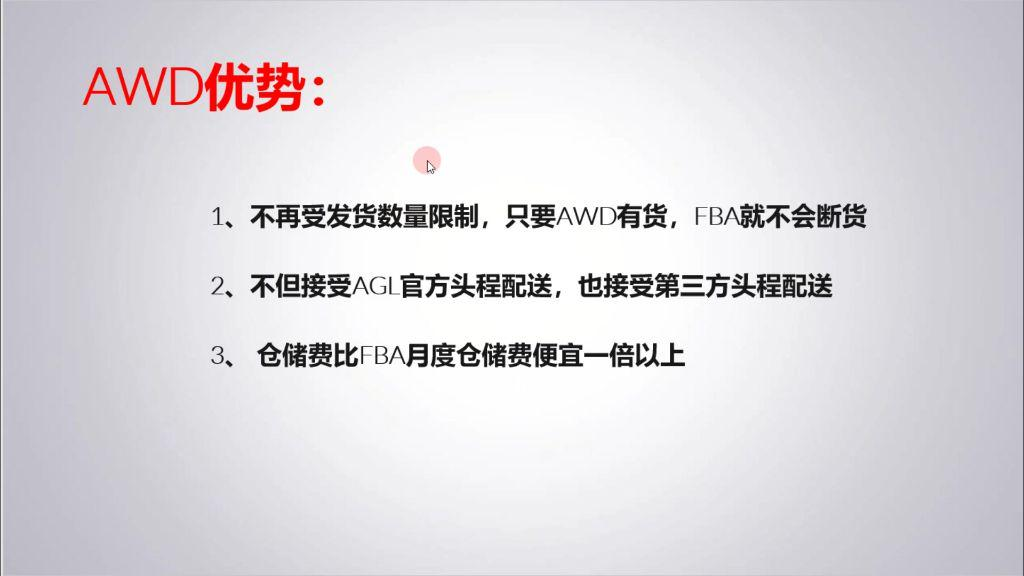 AWD优势：
1、不再受发货数量限制，只要AWD有货，FBA就不会断货
2、不但接受AGL官方头程配送，也接受第三方头程配送
3、 仓储费比FBA月度仓储费便宜一倍以上